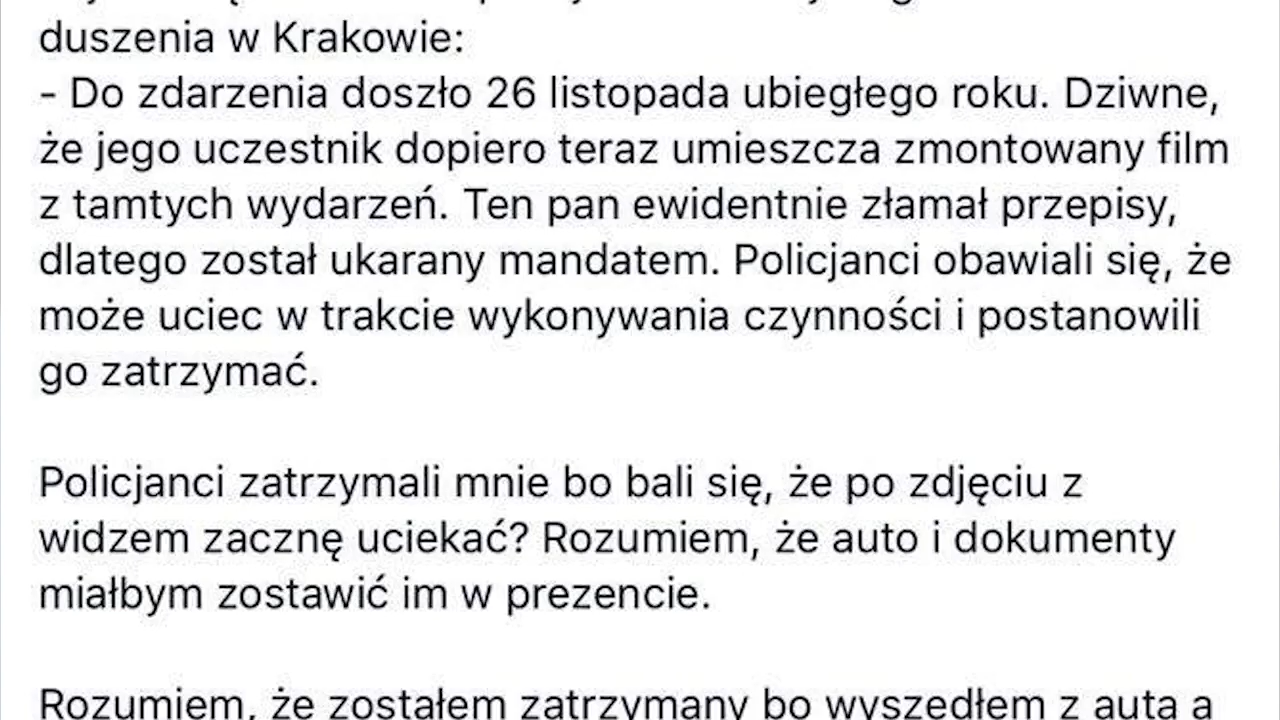 duszenia w Krakowie:
- Do zdarzenia doszło 26 listopada ubiegłego roku. Dziwne,
że jego uczestnik dopiero teraz umieszcza zmontowany film
z tamtych wydarzeń. Ten pan ewidentnie złamał przepisy,
dlatego został ukarany mandatem. Policjanci obawiali się, że
może uciec w trakcie wykonywania czynności i postanowili
go zatrzymać.
Policjanci zatrzymali mnie bo bali się, że po zdjęciu z
widzem zacznę uciekać? Rozumiem, że auto i dokumenty
miałbym zostawić im w prezencie.
Rozumiem, że zostałem zatrzymany bo wyszedłem z auta a